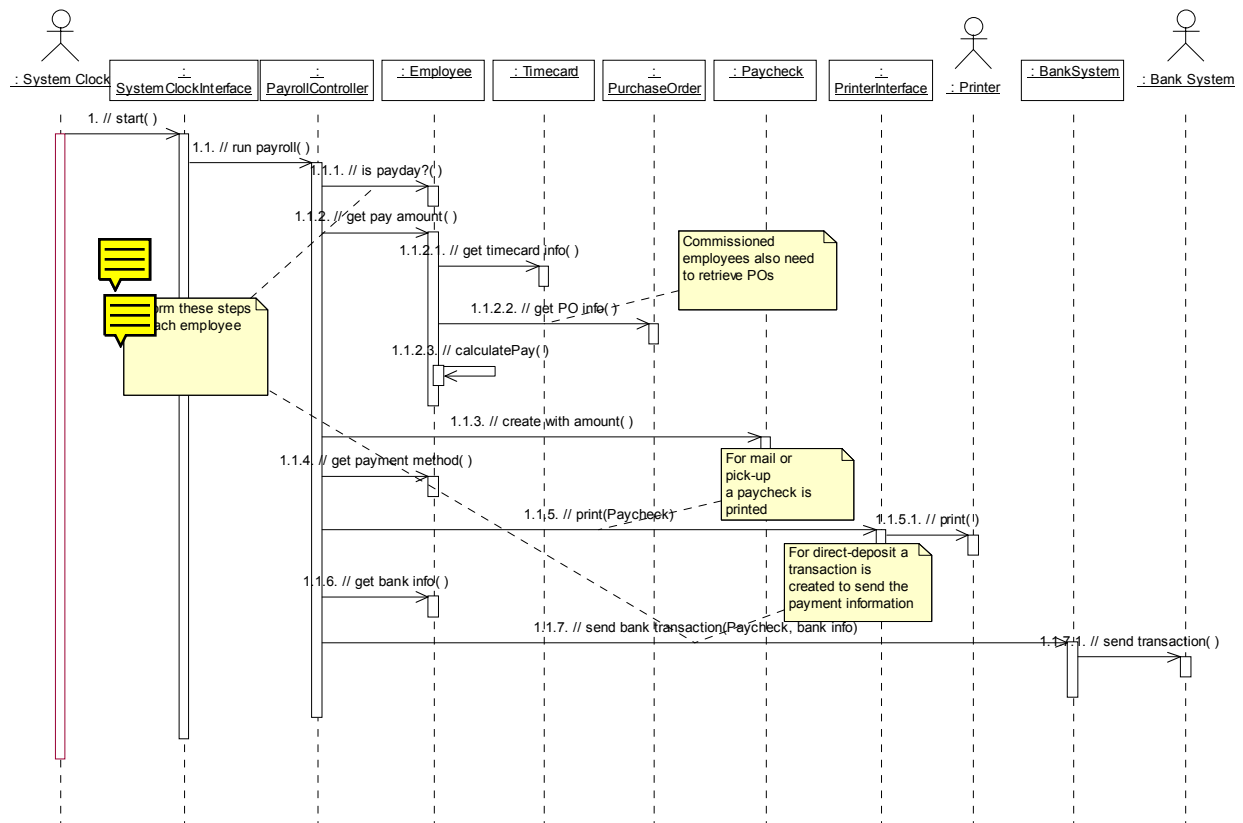 : System Clock
:
SystemClockInterface
:
PayrollController
: Employee
: Timecard
:
PurchaseOrder
: Paycheck
:
PrinterInterface
: Printer
: BankSystem
: Bank System
1. // start( )
1.1. // run payroll( )
1.1.1. // is payday?( )
1.1.2. // get pay amount( )
1.1.2.1. // get timecard info( )
Commissioned
employees also need
to retrieve POs
1.1.2.2. // get PO info( )
these steps
employee
1.1.2.3. // calculatePay( )
1.1.3. // create with amount( )
1.1.4. // get payment method( )
For mail or
pick-up
a paycheck is
printed
1.1.5. // print(Paycheck)
1.1.5.1. // print( )
For direct-deposit a
transaction is
created to send the
payment information
1.1.6. // get bank info( )
1.1.7. // send bank transaction(Paycheck, bank info)
1.1.7.1. // send transaction( )